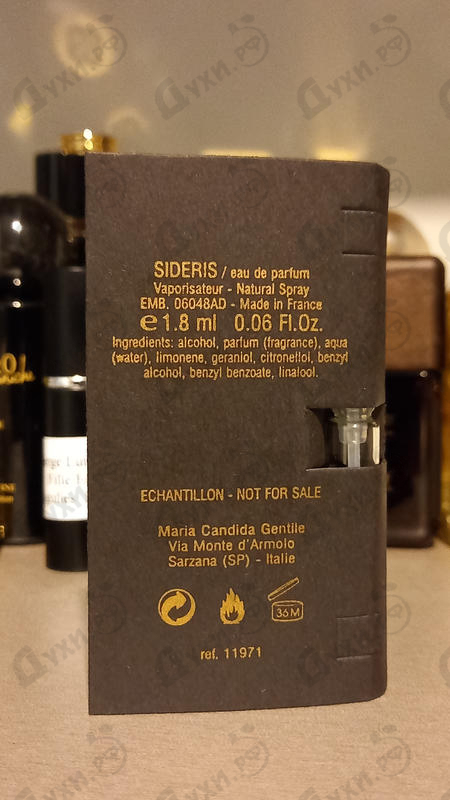 SIDERIS / eau de parfum
Vaporisateur - Natural Spray
EMB. 06048AD - Made in France
e 1.8 ml 0.06 Fl.Oz.
Ingredients: alcohol, parfum (fragrance), aqua
(water), limonene, geraniol, citronellol, benzyl
alcohol, benzyl benzoate, linalool.
ECHANTILLON - NOT FOR SALE
Maria Candida Gentile
Via Monte d'Armolo
Sarzana (SP) - Italie
36M
ref. 11971
Духи.рф